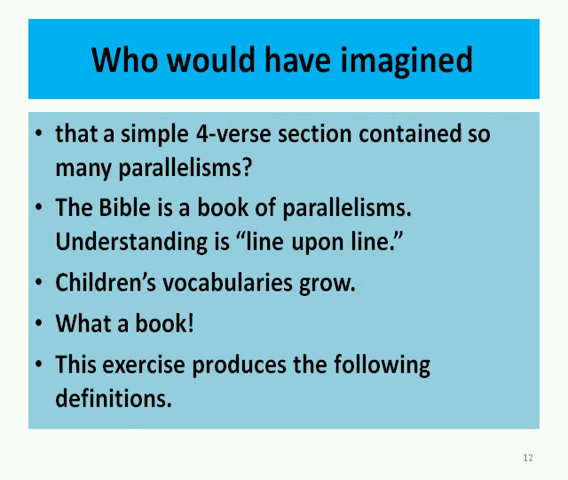 Who would have imagined
• that a simple 4-verse section contained so
many parallelisms?
• The Bible is a book of parallelisms.
Understanding is “line upon line.”
• Children’s vocabularies grow.
• What a book!
• This exercise produces the following
definitions.
12